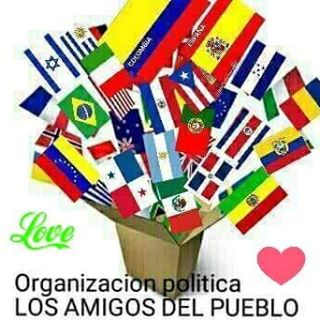 COLOMBIA
ESPAÑA
Love
Organizacion politica
LOS AMIGOS DEL PUEBLO